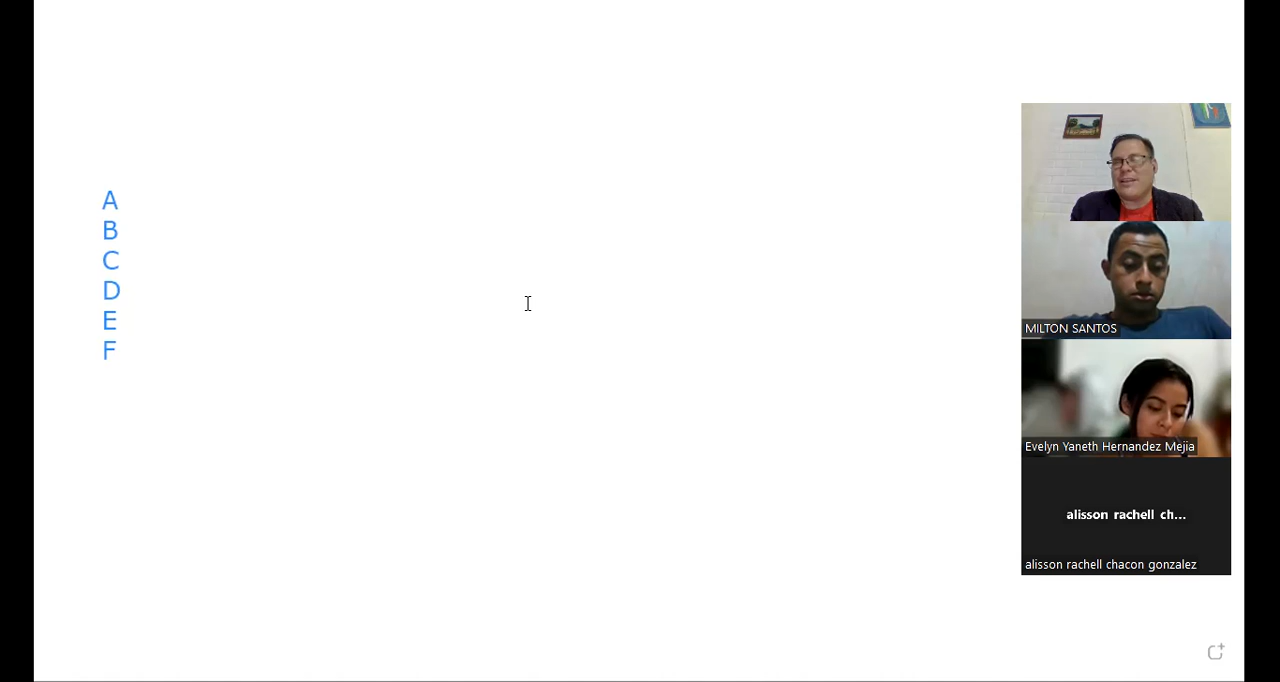 A
B
C
D
E
F
MILTON SANTOS
Evelyn Yaneth Hernandez Mejia
alisson rachell ch...
alisson rachell chacon gonzalez